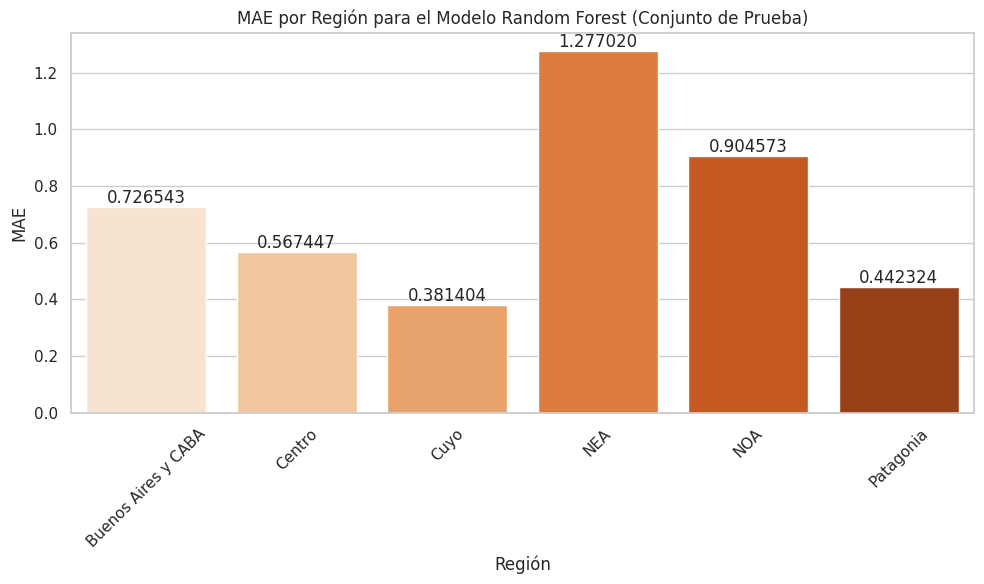 MAE por Región para el Modelo Random Forest (Conjunto de Prueba)
MAE
1.2
1.0
0.8
0.6
0.4
0.2
0.0
0.726543
0.567447
0.381404
1.277020
0.904573
0.442324
Buenos Aires y CABA
Centro
Cuyo
NEA
NOA
Patagonia
Región